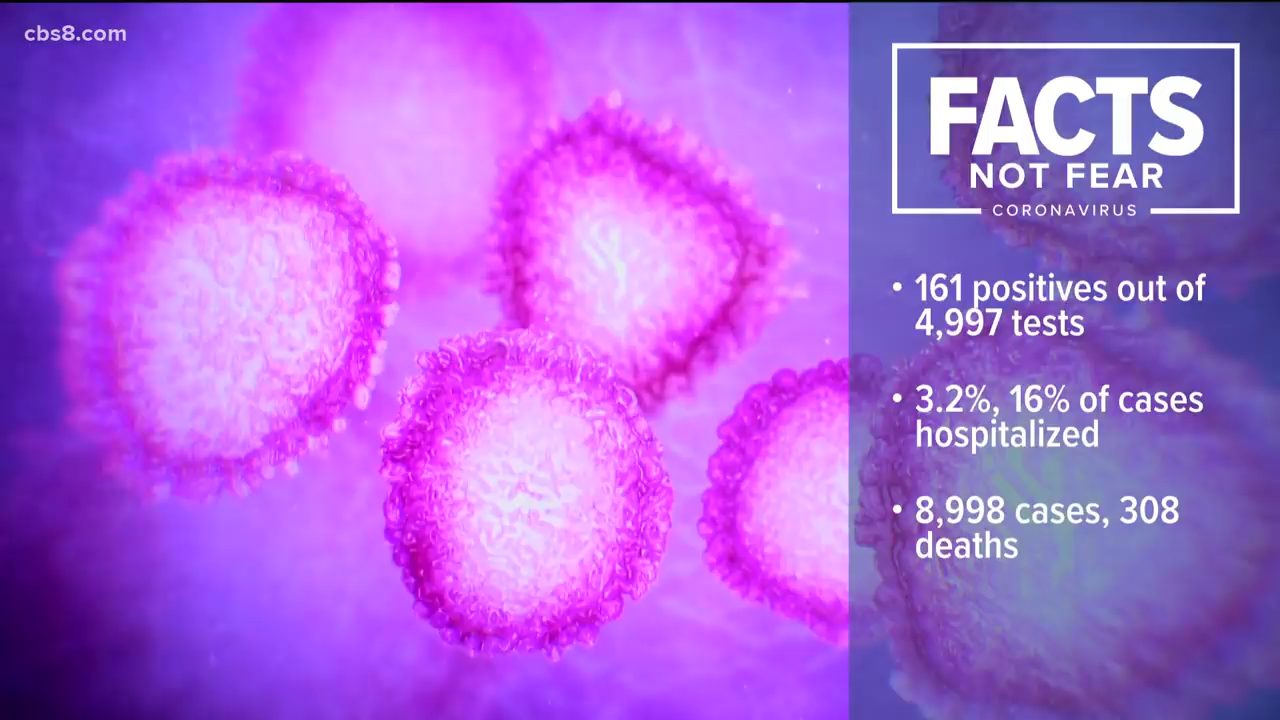 cbs8.com
FACTS
NOT FEAR
CORONAVIRUS
• 161 positives out of
4,997 tests
• 3.2%, 16% of cases
hospitalized
• 8,998 cases, 308
deaths